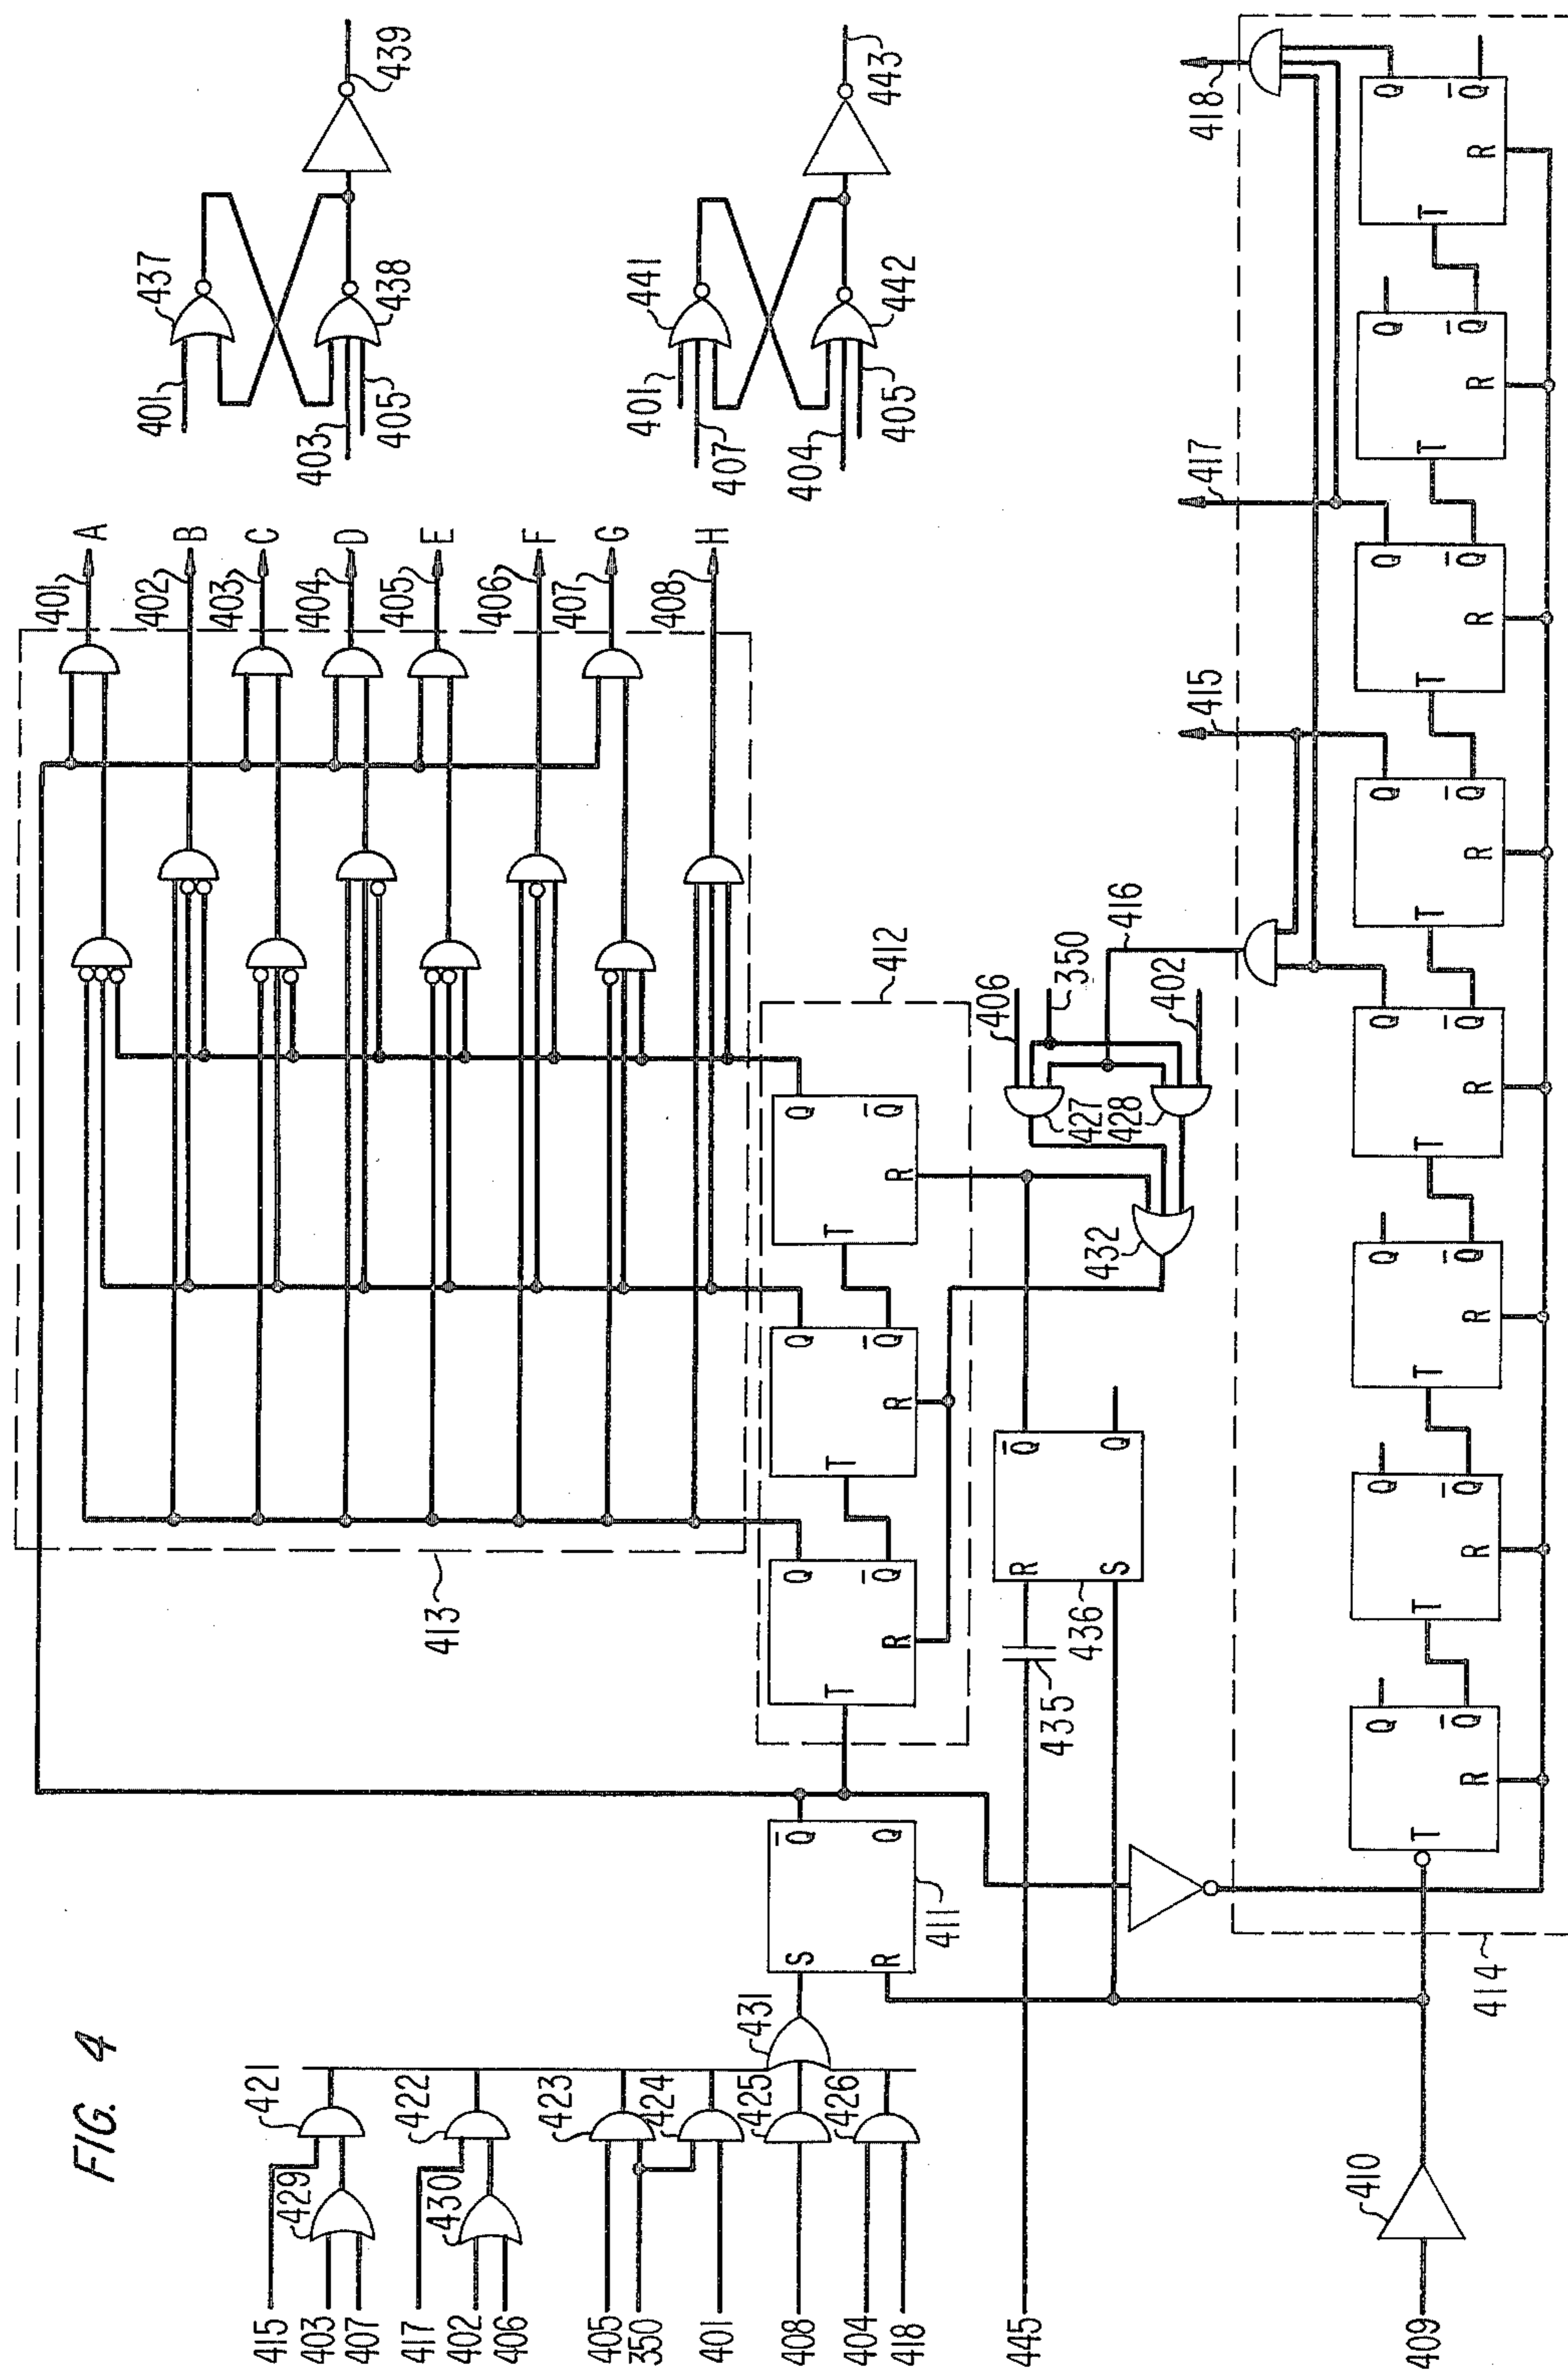 FIG. 4
439
437
438
401
403
405
443
441
442
401
407
404
405
401 A
402 B
403 C
404 D
405 E
406 F
407 G
408 H
413
412
Q Q̅ R T
Q Q̅ R T
Q Q̅ R T
406
350
416
402
427
428
432
Q̅ Q R S
436
435
Q̅ Q S R
411
431
421
422
423
424
425
426
429
430
415
403
407
417
402
406
405
350
401
408
404
418
445
409
410
414
418
417
415
Q Q̅ R T
Q Q̅ R T
Q Q̅ R T
Q Q̅ R T
Q Q̅ R T
Q Q̅ R T
Q Q̅ R T
Q Q̅ R T